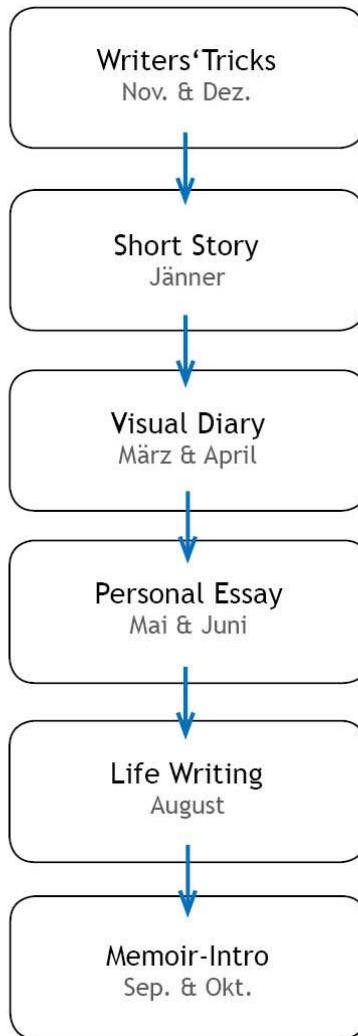 Writers‘Tricks
Nov. & Dez.
Short Story
Jänner
Visual Diary
März & April
Personal Essay
Mai & Juni
Life Writing
August
Memoir-Intro
Sep. & Okt.